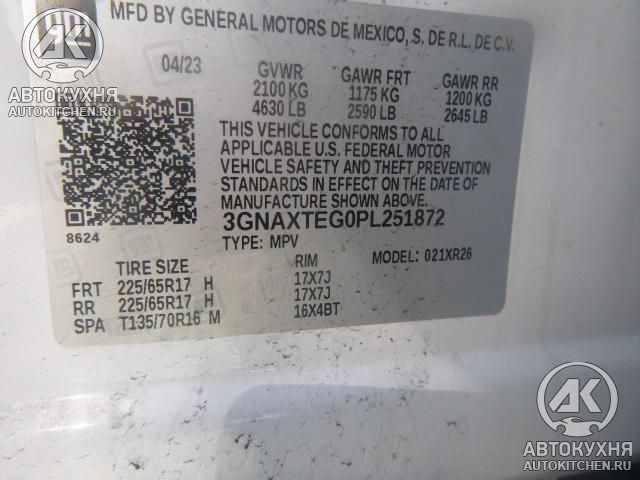 MFD BY GENERAL MOTORS DE MEXICO, S. DE R.L. DE C.V.
04/23 GVWR GAWR FRT GAWR RR
2100 KG 1175 KG 1200 KG
4630 LB 2590 LB 2645 LB
THIS VEHICLE CONFORMS TO ALL
APPLICABLE U.S. FEDERAL MOTOR
VEHICLE SAFETY AND THEFT PREVENTION
STANDARDS IN EFFECT ON THE DATE OF
MANUFACTURE SHOWN ABOVE.
3GNAXTEG0PL251872
8624
TYPE: MPV MODEL: 021XR26
TIRE SIZE RIM
FRT 225/65R17 H 17X7J
RR 225/65R17 H 17X7J
SPA T135/70R16 M 16X4BT
АК
АВТОКУХНЯ
AUTOKITCHEN.RU
АК
АВТОКУХНЯ
AUTOKITCHEN.RU